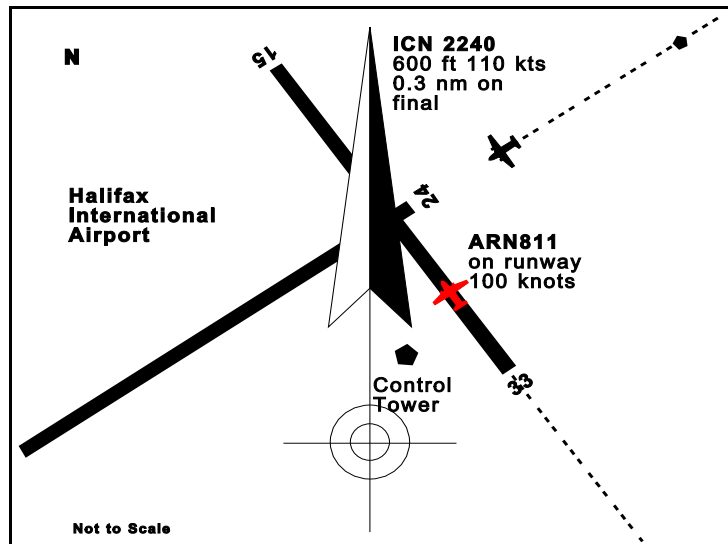 N
15
ICN 2240
600 ft 110 kts
0.3 nm on
final
24
Halifax
International
Airport
ARN811
on runway
100 knots
Control
Tower
33
Not to Scale